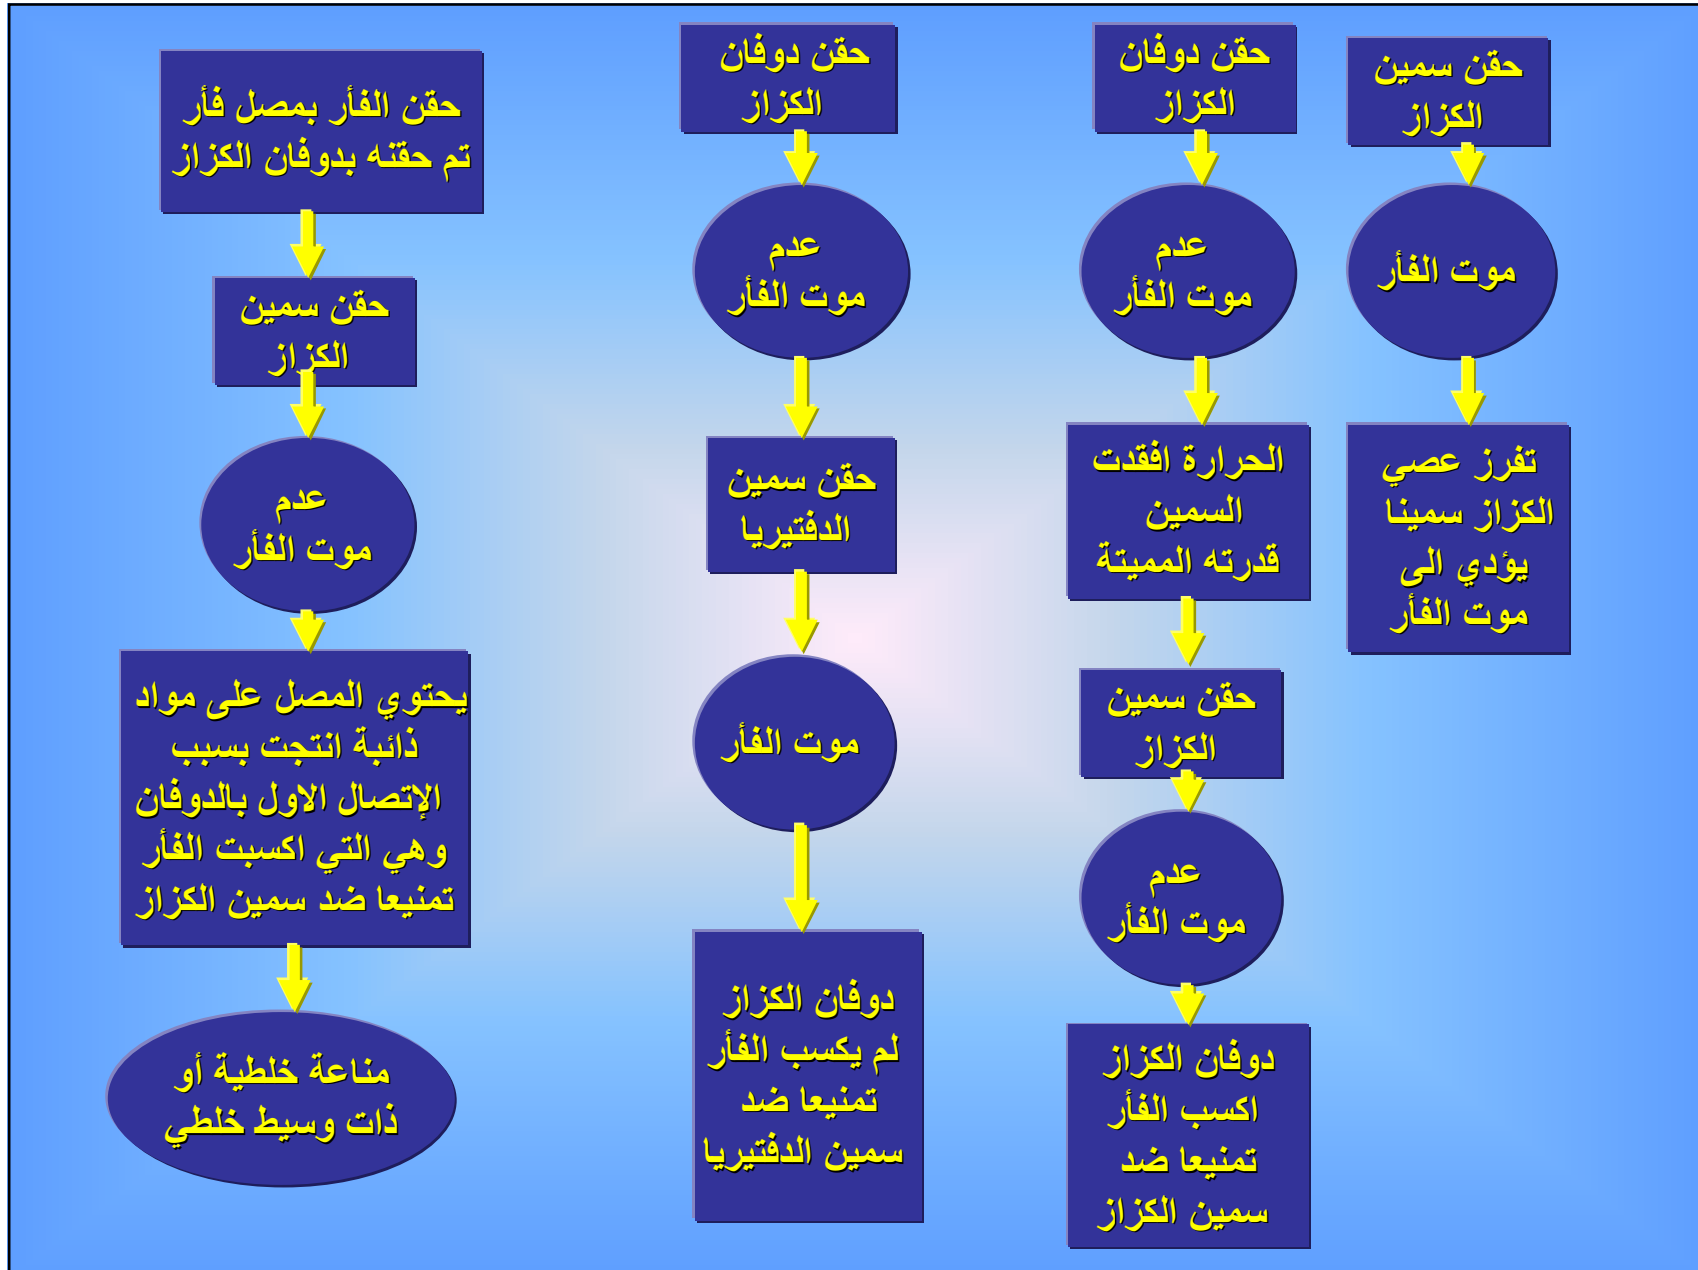 حقن سمين
الكزاز
موت الفأر
تفرز عصي
الكزاز سمينا
يؤدي الى
موت الفأر
حقن دوفان
الكزاز
عدم
موت الفأر
الحرارة افقدت
السمين
قدرته المميتة
حقن سمين
الكزاز
عدم
موت الفأر
دوفان الكزاز
اكسب الفأر
تمنيعا ضد
سمين الكزاز
حقن دوفان
الكزاز
عدم
موت الفأر
حقن سمين
الدفتيريا
موت الفأر
دوفان الكزاز
لم يكسب الفأر
تمنيعا ضد
سمين الدفتيريا
حقن الفأر بمصل فأر
تم حقنه بدوفان الكزاز
حقن سمين
الكزاز
عدم
موت الفأر
يحتوي المصل على مواد
ذائبة انتجت بسبب
الإتصال الاول بالدوفان
وهي التي اكسبت الفأر
تمنيعا ضد سمين الكزاز
مناعة خلطية أو
ذات وسيط خلطي